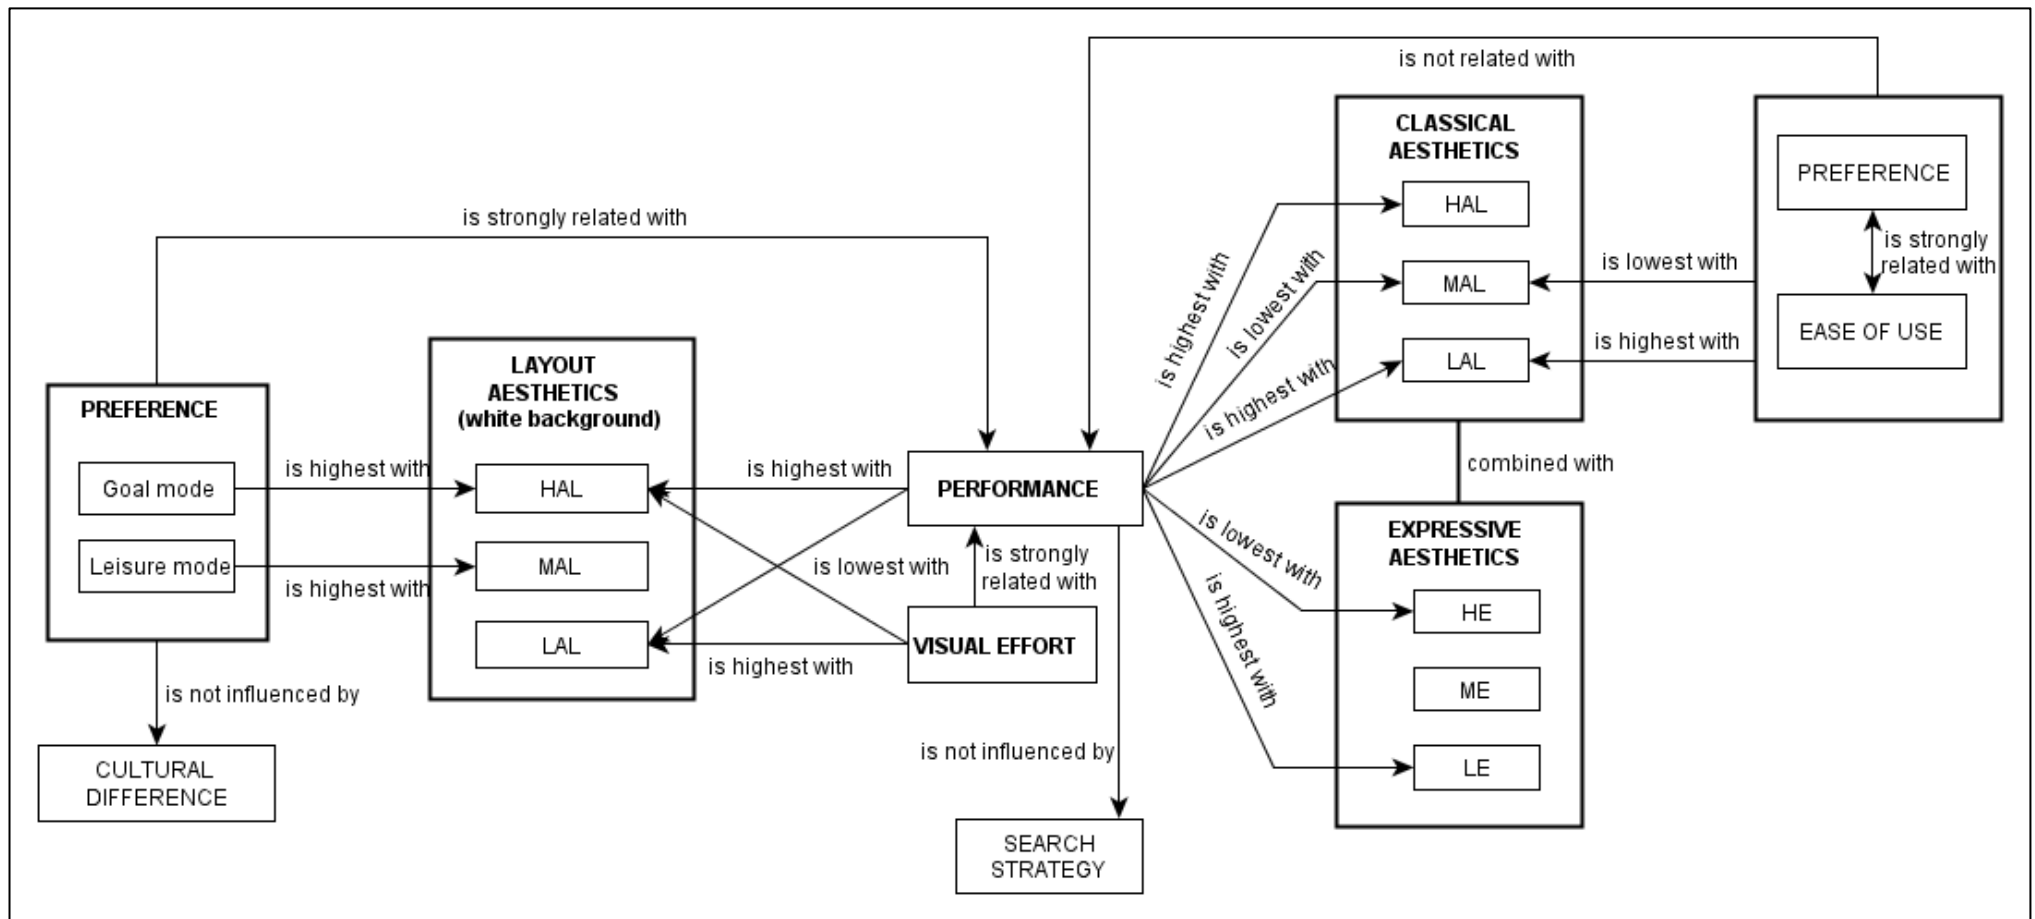 is not related with
CLASSICAL
AESTHETICS
HAL
MAL
LAL
PREFERENCE
is strongly
related with
EASE OF USE
is lowest with
is highest with
is strongly related with
is highest with
is lowest with
is highest with
LAYOUT
AESTHETICS
(white background)
HAL
MAL
LAL
PREFERENCE
Goal mode
Leisure mode
is highest with
is highest with
is highest with
PERFORMANCE
combined with
is lowest with
is strongly
related with
VISUAL EFFORT
is highest with
is lowest with
is highest with
EXPRESSIVE
AESTHETICS
HE
ME
LE
is not influenced by
CULTURAL
DIFFERENCE
is not influenced by
SEARCH
STRATEGY